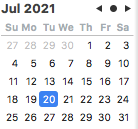 Jul 2021
Su Mo Tu We Th Fr Sa
27 28 29 30 1 2 3
4 5 6 7 8 9 10
11 12 13 14 15 16 17
18 19 20 21 22 23 24
25 26 27 28 29 30 31